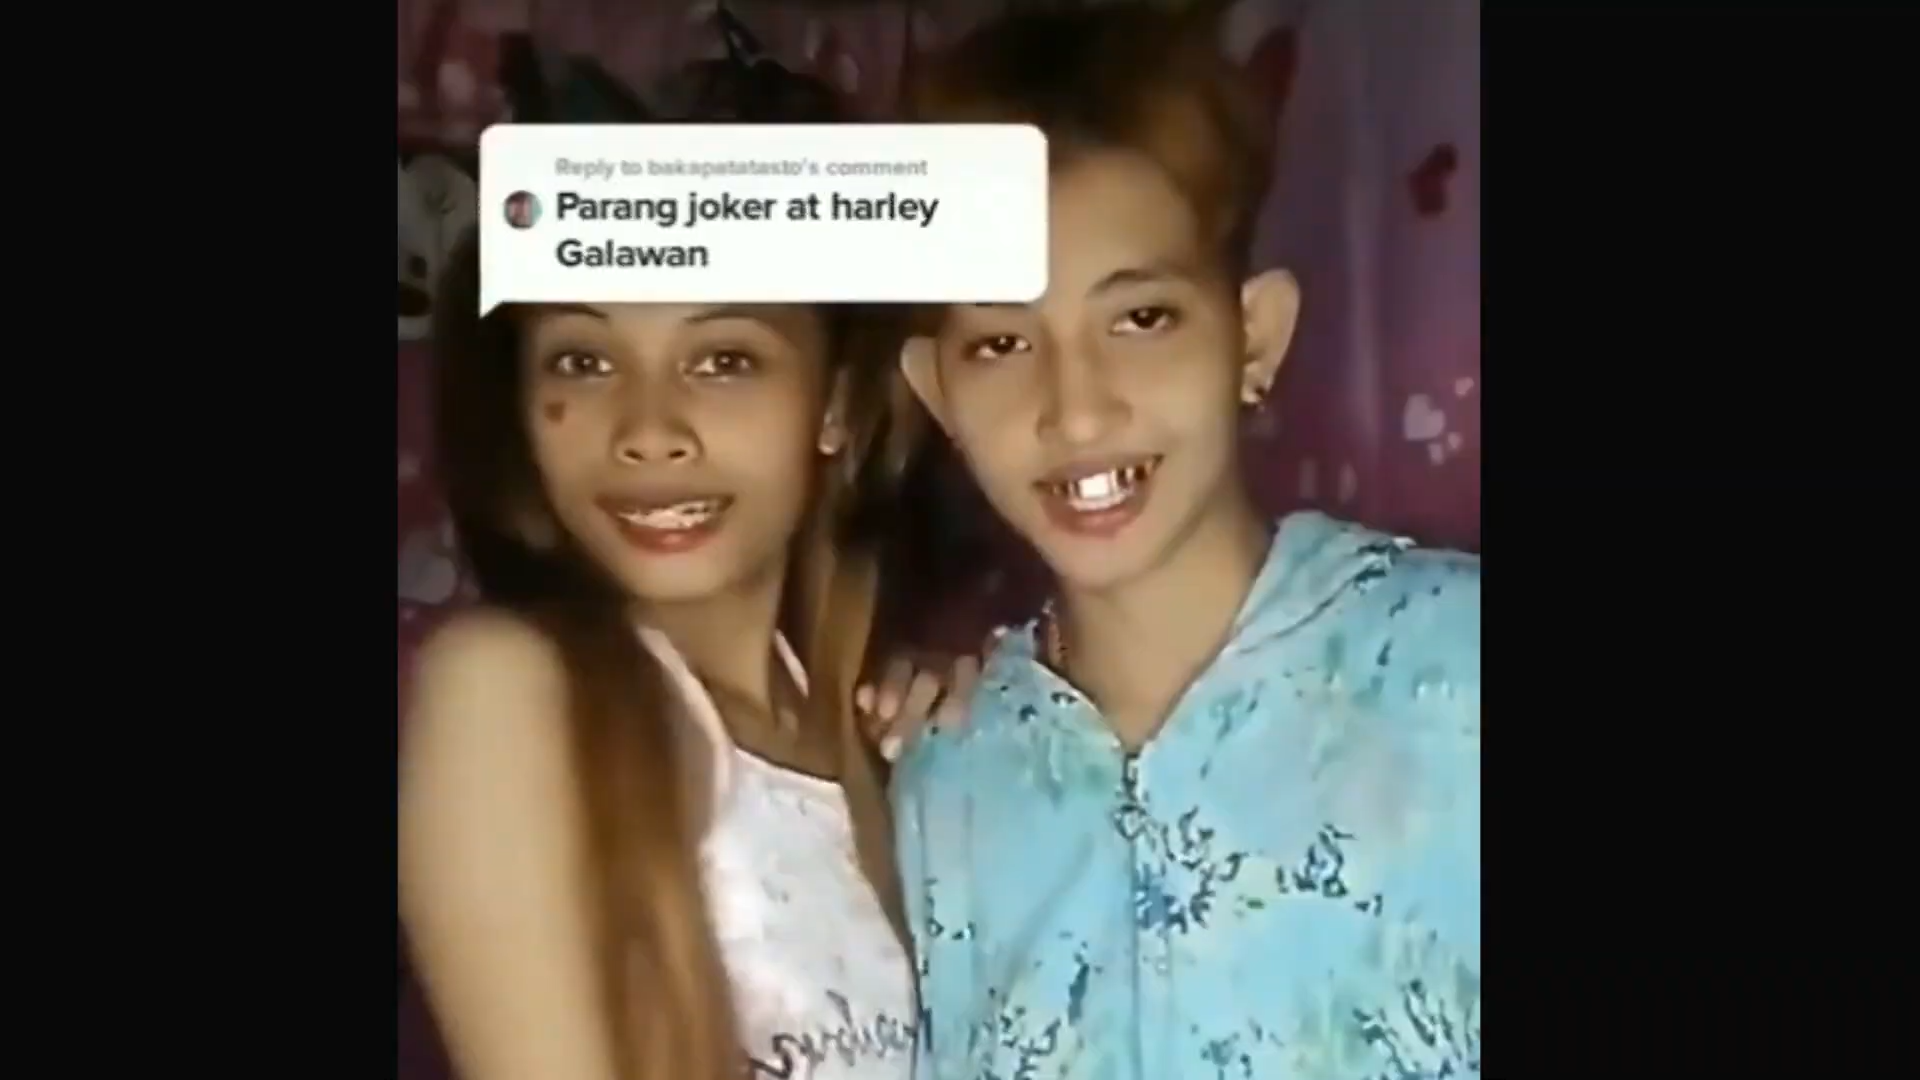 Reply to bakapatatasto's comment
Parang joker at harley
Galawan